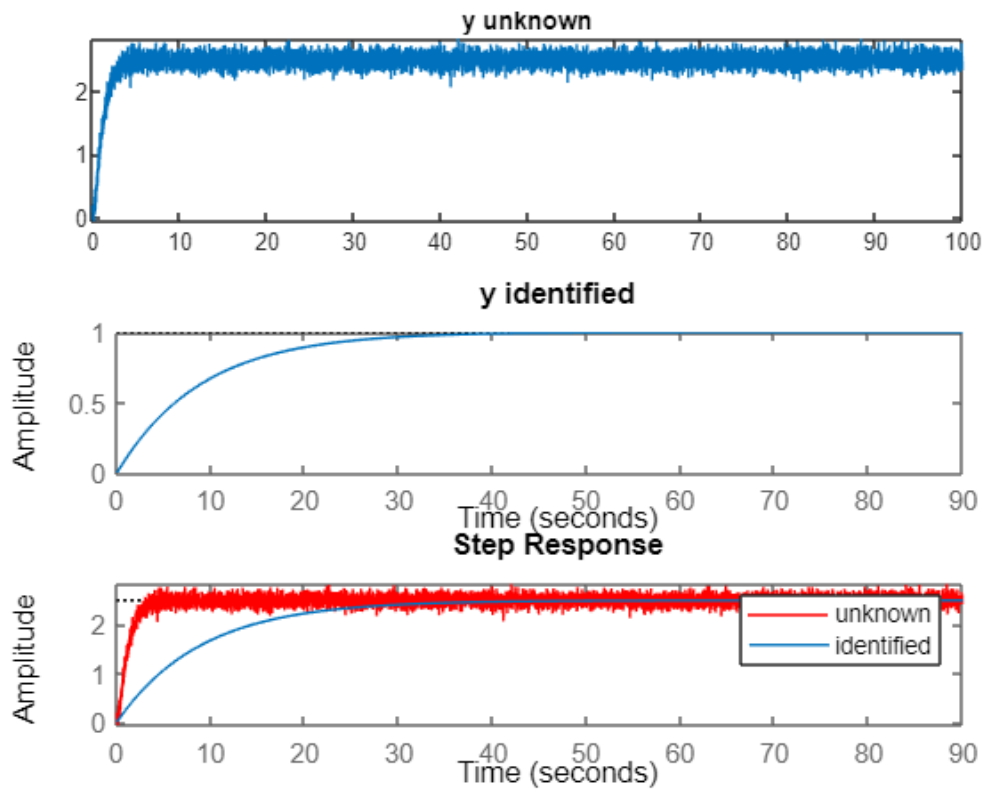 y unknown
2
1
0
0 10 20 30 40 50 60 70 80 90 100
y identified
Amplitude
1
0.5
0
0 10 20 30 40 50 60 70 80 90
Time (seconds)
Step Response
Amplitude
2
1
0
unknown
identified
0 10 20 30 40 50 60 70 80 90
Time (seconds)